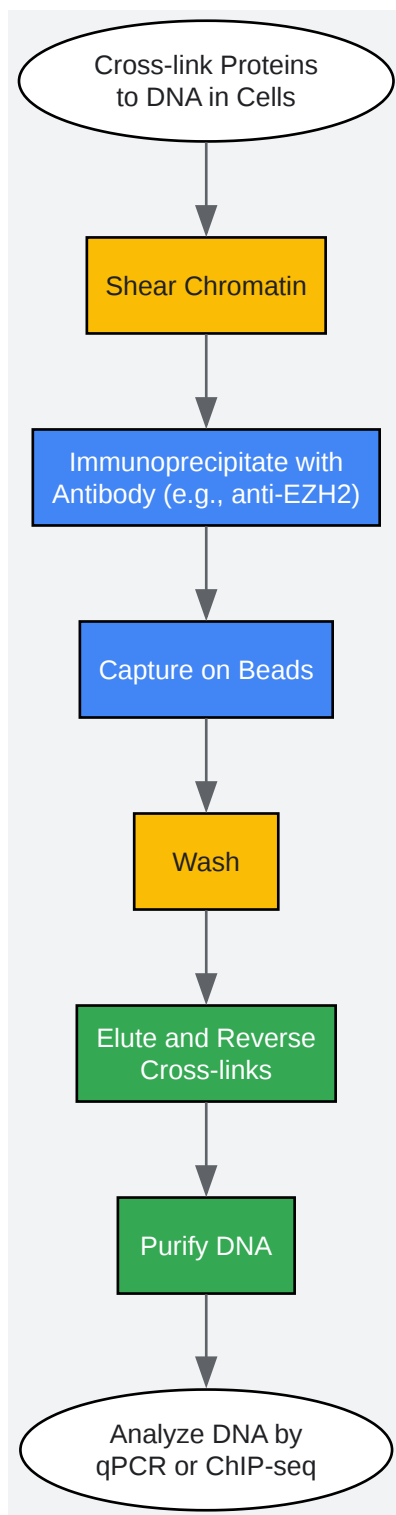 Cross-link Proteins
to DNA in Cells
Shear Chromatin
Immunoprecipitate with
Antibody (e.g., anti-EZH2)
Capture on Beads
Wash
Elute and Reverse
Cross-links
Purify DNA
Analyze DNA by
qPCR or ChIP-seq